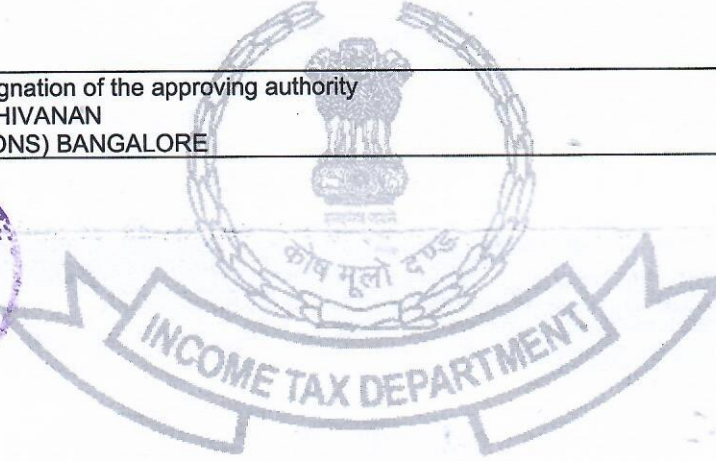 gnation of the approving authority
HIVANAN
ONS) BANGALORE
कोष मूलो दण्ड
INCOME TAX DEPARTMENT